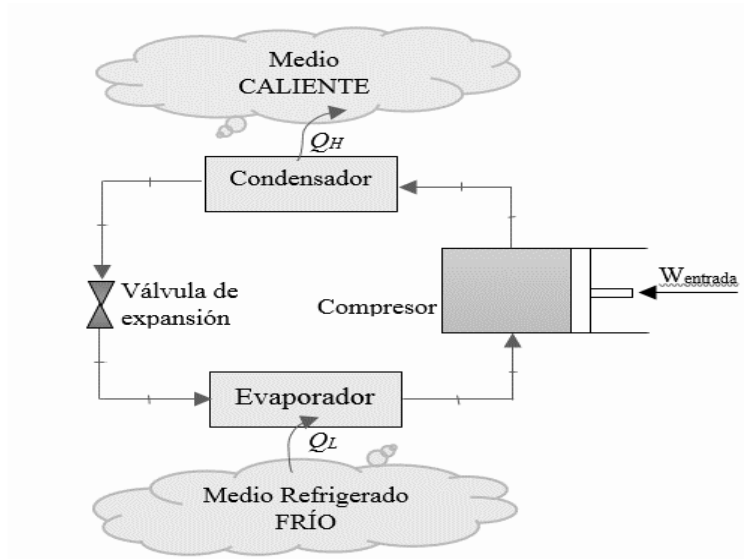 Medio
CALIENTE
QH
Condensador
Válvula de
expansión
Compresor
Wentrada
Evaporador
QL
Medio Refrigerado
FRÍO